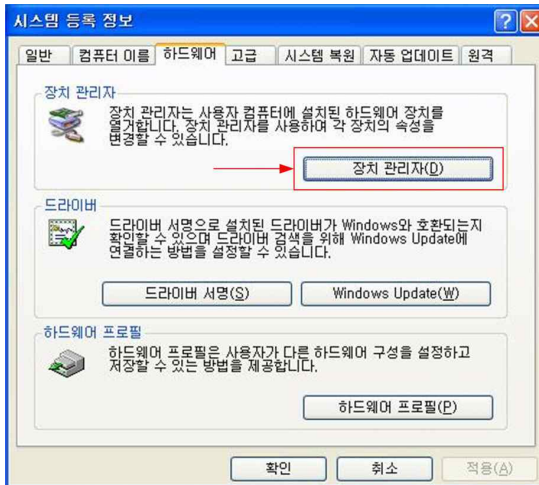 시스템 등록 정보
일반 컴퓨터 이름 하드웨어 고급 시스템 복원 자동 업데이트 원격
장치 관리자
장치 관리자는 사용자 컴퓨터에 설치된 하드웨어 장치를
열거합니다. 장치 관리자를 사용하여 각 장치의 속성을
변경할 수 있습니다.
장치 관리자(D)
드라이버
드라이버 서명으로 설치된 드라이버가 Windows와 호환되는지
확인할 수 있으며 드라이버 검색을 위해 Windows Update에
연결하는 방법을 설정할 수 있습니다.
드라이버 서명(S) Windows Update(W)
하드웨어 프로필
하드웨어 프로필은 사용자가 다른 하드웨어 구성을 설정하고
저장할 수 있는 방법을 제공합니다.
하드웨어 프로필(P)
확인 취소 적용(A)